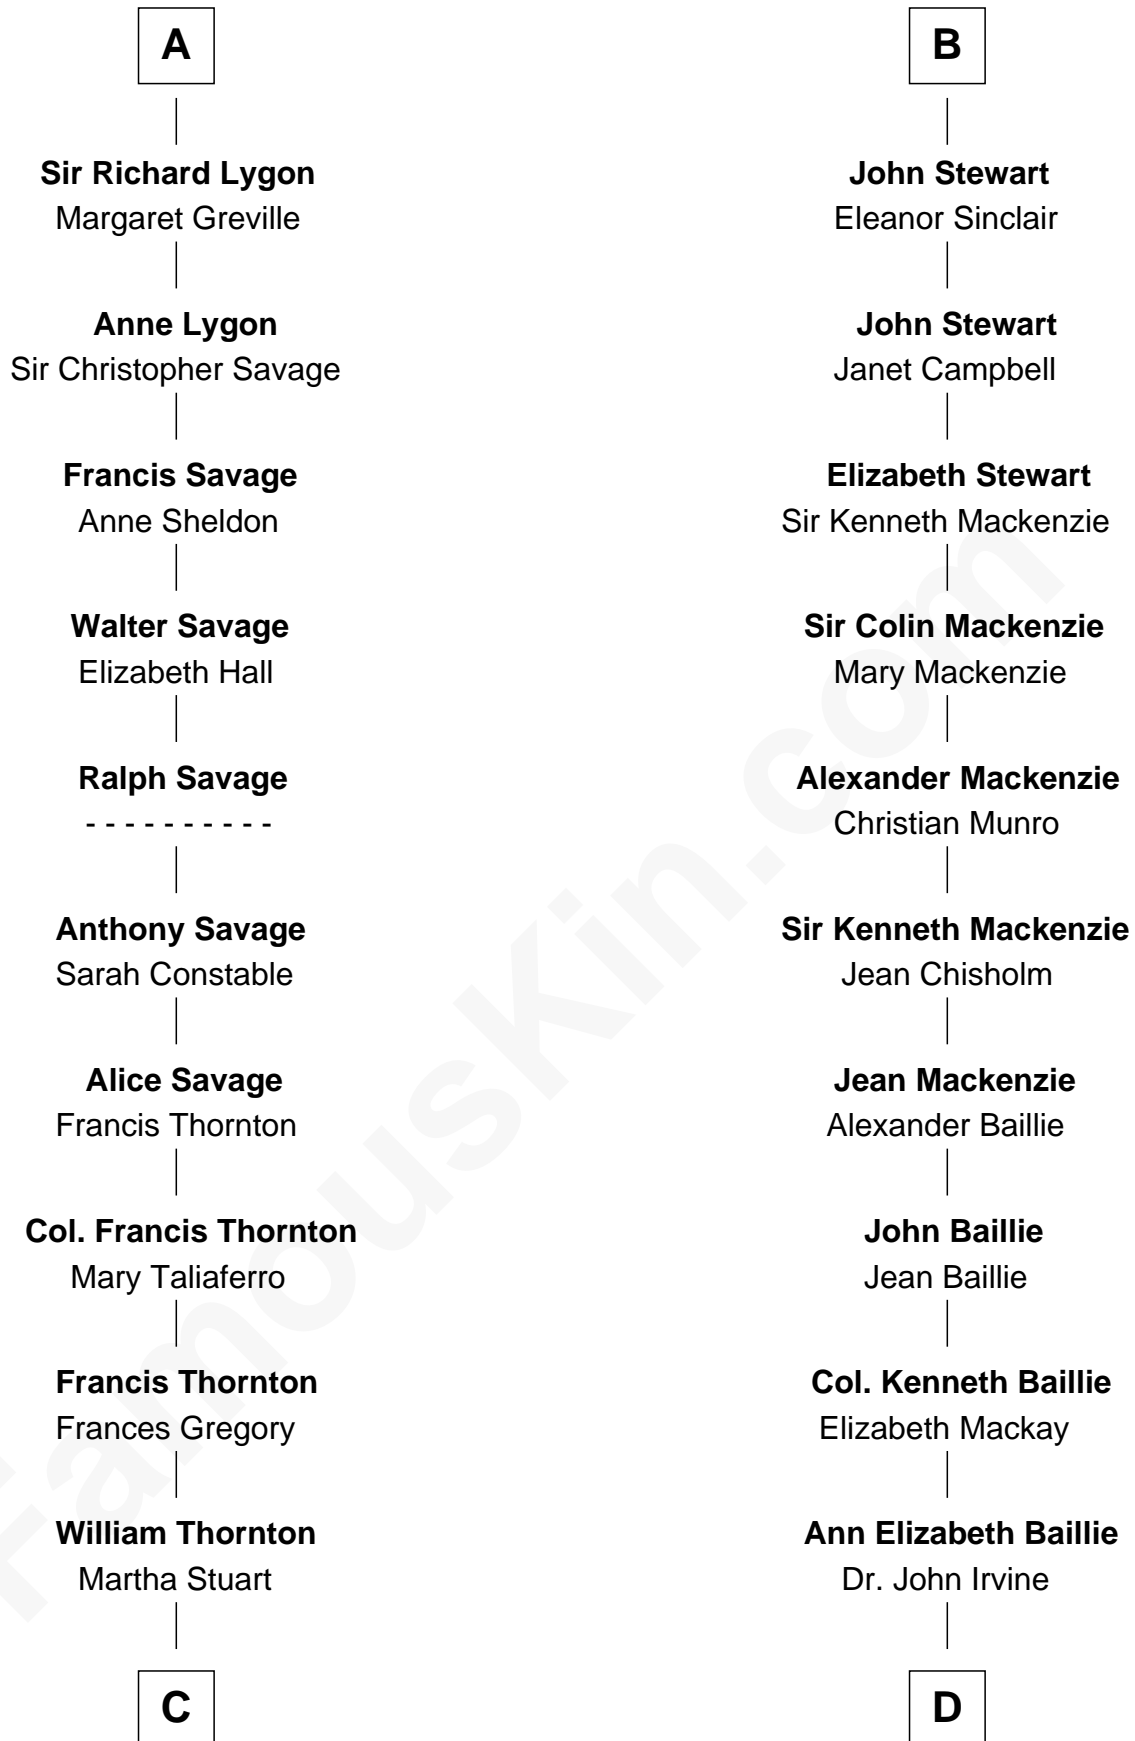 A
Sir Richard Lygon
Margaret Greville
Anne Lygon
Sir Christopher Savage
Francis Savage
Anne Sheldon
Walter Savage
Elizabeth Hall
Ralph Savage
- - - - - - - - - -
Anthony Savage
Sarah Constable
Alice Savage
Francis Thornton
Col. Francis Thornton
Mary Taliaferro
Francis Thornton
Frances Gregory
William Thornton
Martha Stuart
C
B
John Stewart
Eleanor Sinclair
John Stewart
Janet Campbell
Elizabeth Stewart
Sir Kenneth Mackenzie
Sir Colin Mackenzie
Mary Mackenzie
Alexander Mackenzie
Christian Munro
Sir Kenneth Mackenzie
Jean Chisholm
Jean Mackenzie
Alexander Baillie
John Baillie
Jean Baillie
Col. Kenneth Baillie
Elizabeth Mackay
Ann Elizabeth Baillie
Dr. John Irvine
D
FamousKin.com